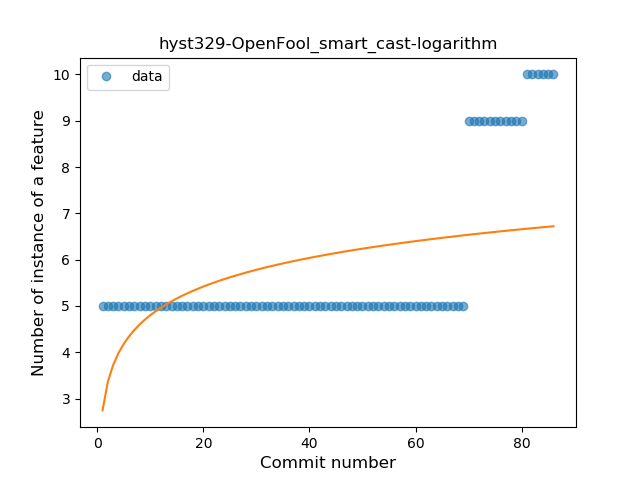 hyst329-OpenFool_smart_cast-logarithm
data
Number of instance of a feature
10
9
8
7
6
5
4
3
0 20 40 60 80
Commit number